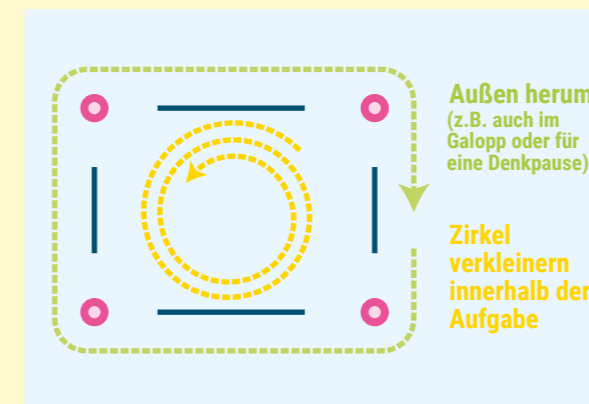 Außen herum
(z.B. auch im
Galopp oder für
eine Denkpause)
Zirkel
verkleinern
innerhalb der
Aufgabe